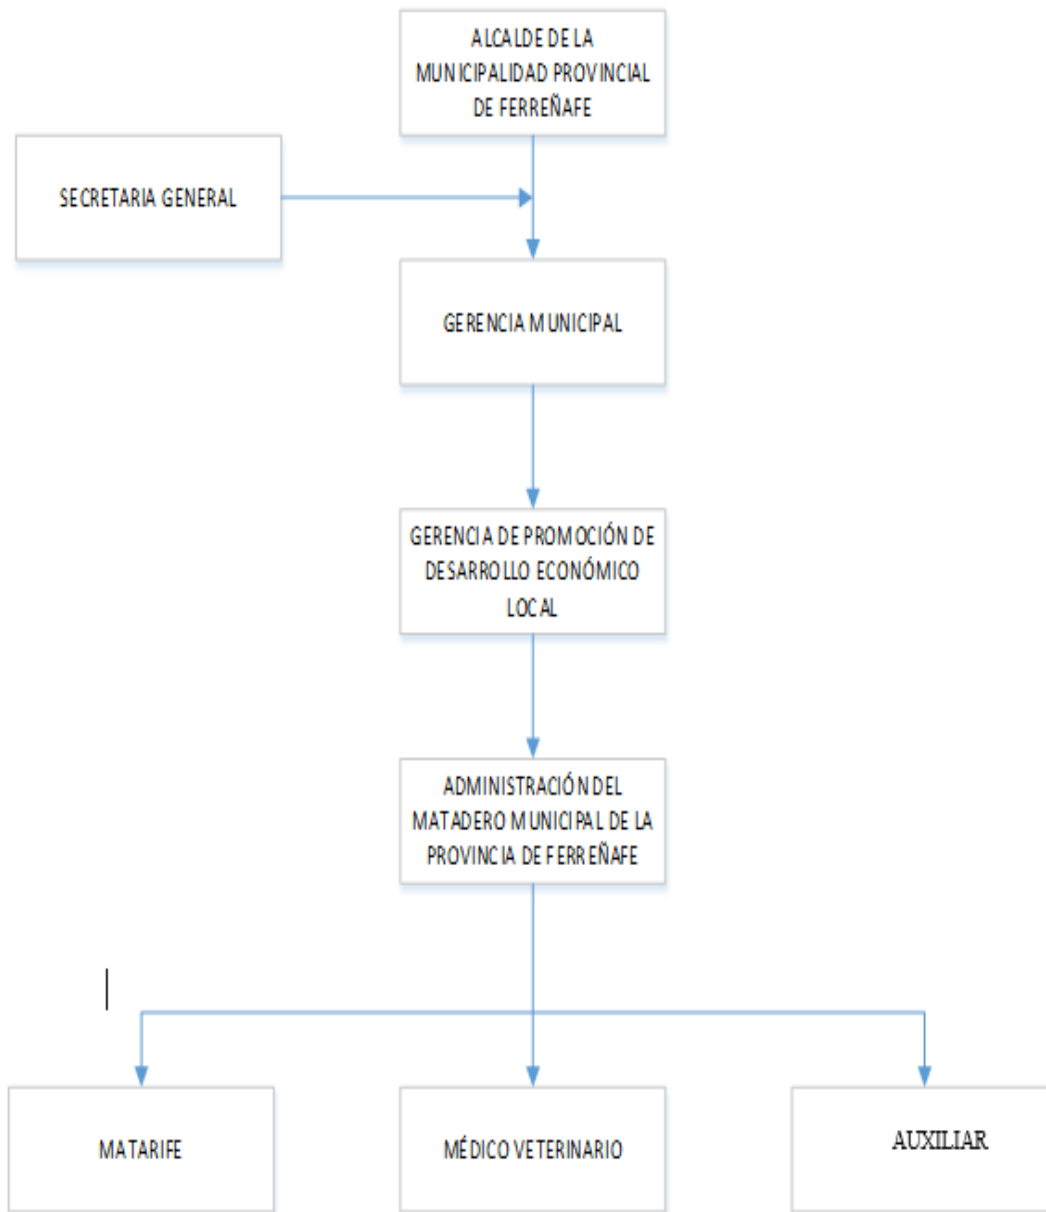 ALCALDE DE LA
MUNICIPALIDAD PROVINCIAL
DE FERREÑAFE
SECRETARIA GENERAL
GERENCIA MUNICIPAL
GERENCIA DE PROMOCIÓN DE
DESARROLLO ECONÓMICO
LOCAL
ADMINISTRACIÓN DEL
MATADERO MUNICIPAL DE LA
PROVINCIA DE FERREÑAFE
MATARIFE
MÉDICO VETERINARIO
AUXILIAR